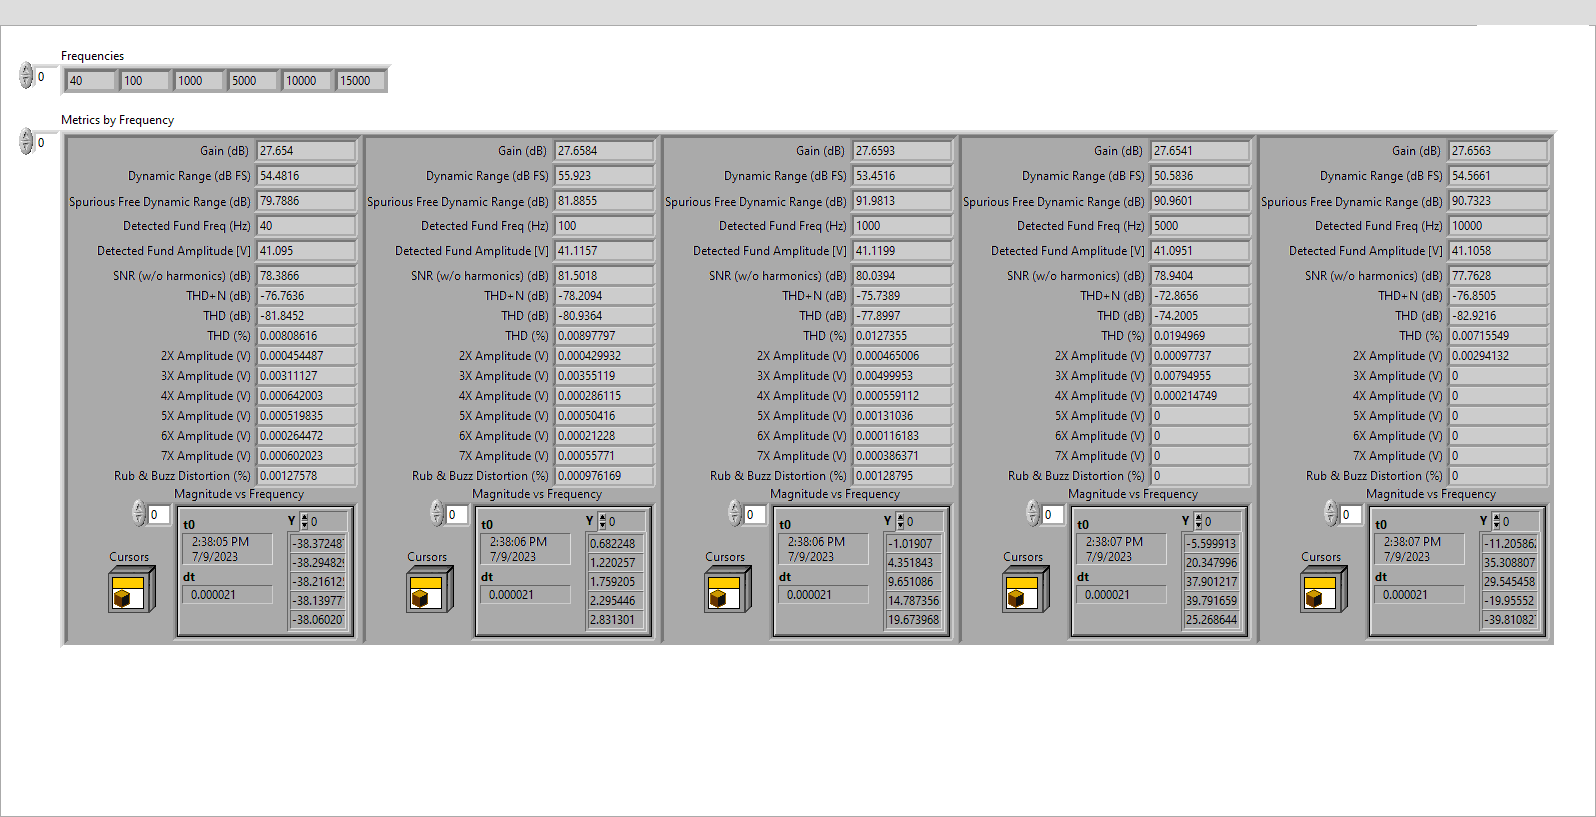 Frequencies
0 40 100 1000 5000 10000 15000
Metrics by Frequency
0
Gain (dB) 27.654
Dynamic Range (dB FS) 54.4816
Spurious Free Dynamic Range (dB) 79.7886
Detected Fund Freq (Hz) 40
Detected Fund Amplitude [V] 41.095
SNR (w/o harmonics) (dB) 78.3866
THD+N (dB) -76.7636
THD (dB) -81.8452
THD (%) 0.00808616
2X Amplitude (V) 0.000454487
3X Amplitude (V) 0.00311127
4X Amplitude (V) 0.000642003
5X Amplitude (V) 0.000519835
6X Amplitude (V) 0.000264472
7X Amplitude (V) 0.000602023
Rub & Buzz Distortion (%) 0.00127578
Magnitude vs Frequency
0
t0
2:38:05 PM
7/9/2023
dt
0.000021
Y 0
-38.37248
-38.29482
-38.21612
-38.13977
-38.06020
Cursors
Gain (dB) 27.6584
Dynamic Range (dB FS) 55.923
Spurious Free Dynamic Range (dB) 81.8855
Detected Fund Freq (Hz) 100
Detected Fund Amplitude [V] 41.1157
SNR (w/o harmonics) (dB) 81.5018
THD+N (dB) -78.2094
THD (dB) -80.9364
THD (%) 0.00897797
2X Amplitude (V) 0.000429932
3X Amplitude (V) 0.00355119
4X Amplitude (V) 0.000286115
5X Amplitude (V) 0.00050416
6X Amplitude (V) 0.00021228
7X Amplitude (V) 0.00055771
Rub & Buzz Distortion (%) 0.000976169
Magnitude vs Frequency
0
t0
2:38:06 PM
7/9/2023
dt
0.000021
Y 0
0.682248
1.220257
1.759205
2.295446
2.831301
Cursors
Gain (dB) 27.6593
Dynamic Range (dB FS) 53.4516
Spurious Free Dynamic Range (dB) 91.9813
Detected Fund Freq (Hz) 1000
Detected Fund Amplitude [V] 41.1199
SNR (w/o harmonics) (dB) 80.0394
THD+N (dB) -75.7389
THD (dB) -77.8997
THD (%) 0.0127355
2X Amplitude (V) 0.000465006
3X Amplitude (V) 0.00499953
4X Amplitude (V) 0.000559112
5X Amplitude (V) 0.00131036
6X Amplitude (V) 0.000116183
7X Amplitude (V) 0.000386371
Rub & Buzz Distortion (%) 0.00128795
Magnitude vs Frequency
0
t0
2:38:06 PM
7/9/2023
dt
0.000021
Y 0
-1.01907
4.351843
9.651086
14.787356
19.673968
Cursors
Gain (dB) 27.6541
Dynamic Range (dB FS) 50.5836
Spurious Free Dynamic Range (dB) 90.9601
Detected Fund Freq (Hz) 5000
Detected Fund Amplitude [V] 41.0951
SNR (w/o harmonics) (dB) 78.9404
THD+N (dB) -72.8656
THD (dB) -74.2005
THD (%) 0.0194969
2X Amplitude (V) 0.00097737
3X Amplitude (V) 0.00794955
4X Amplitude (V) 0.000214749
5X Amplitude (V) 0
6X Amplitude (V) 0
7X Amplitude (V) 0
Rub & Buzz Distortion (%) 0
Magnitude vs Frequency
0
t0
2:38:07 PM
7/9/2023
dt
0.000021
Y 0
-5.599913
20.347996
37.901217
39.791659
25.268644
Cursors
Gain (dB) 27.6563
Dynamic Range (dB FS) 54.5661
Spurious Free Dynamic Range (dB) 90.7323
Detected Fund Freq (Hz) 10000
Detected Fund Amplitude [V] 41.1058
SNR (w/o harmonics) (dB) 77.7628
THD+N (dB) -76.8505
THD (dB) -82.9216
THD (%) 0.00715549
2X Amplitude (V) 0.00294132
3X Amplitude (V) 0
4X Amplitude (V) 0
5X Amplitude (V) 0
6X Amplitude (V) 0
7X Amplitude (V) 0
Rub & Buzz Distortion (%) 0
Magnitude vs Frequency
0
t0
2:38:07 PM
7/9/2023
dt
0.000021
Y 0
-11.20586
35.308807
29.545458
-19.95552
-39.81082
Cursors